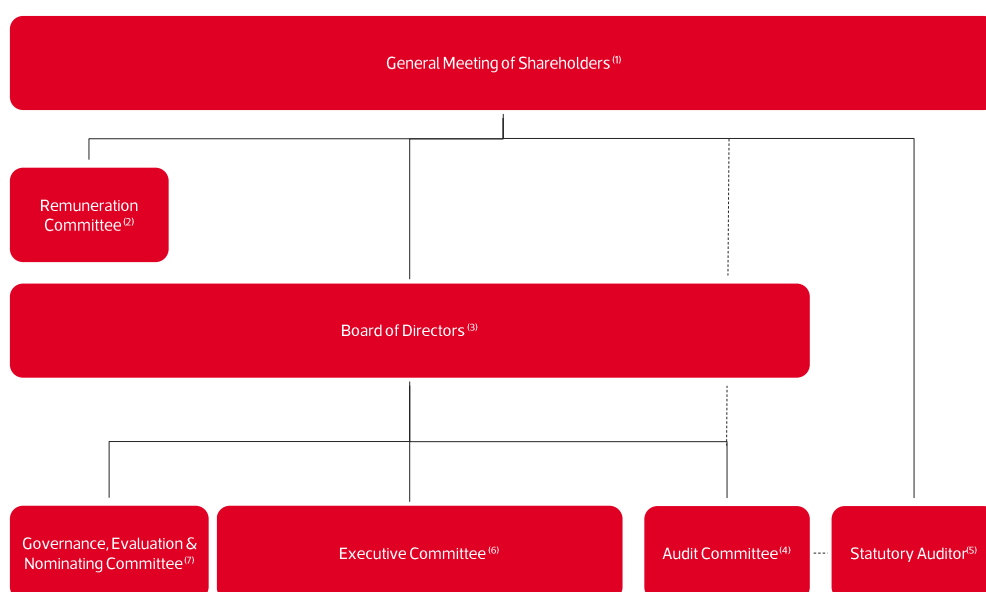 General Meeting of Shareholders (1)
Remuneration
Committee (2)
Board of Directors (3)
Governance, Evaluation &
Nominating Committee (7)
Executive Committee (6)
Audit Committee (4)
Statutory Auditor(5)